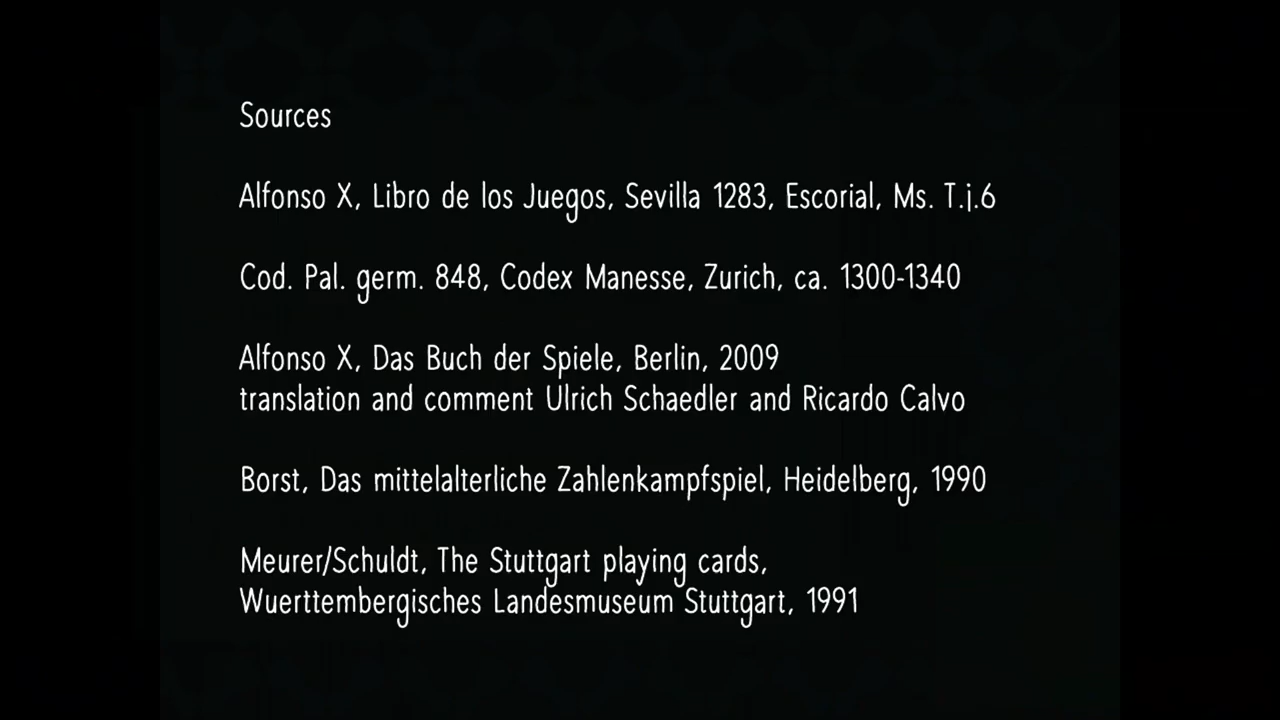 Sources
Alfonso X, Libro de los Juegos, Sevilla 1283, Escorial, Ms. T.j.6
Cod. Pal. germ. 848, Codex Manesse, Zurich, ca. 1300-1340
Alfonso X, Das Buch der Spiele, Berlin, 2009
translation and comment Ulrich Schaedler and Ricardo Calvo
Borst, Das mittelalterliche Zahlenkampfspiel, Heidelberg, 1990
Meurer/Schuldt, The Stuttgart playing cards,
Wuerttembergisches Landesmuseum Stuttgart, 1991